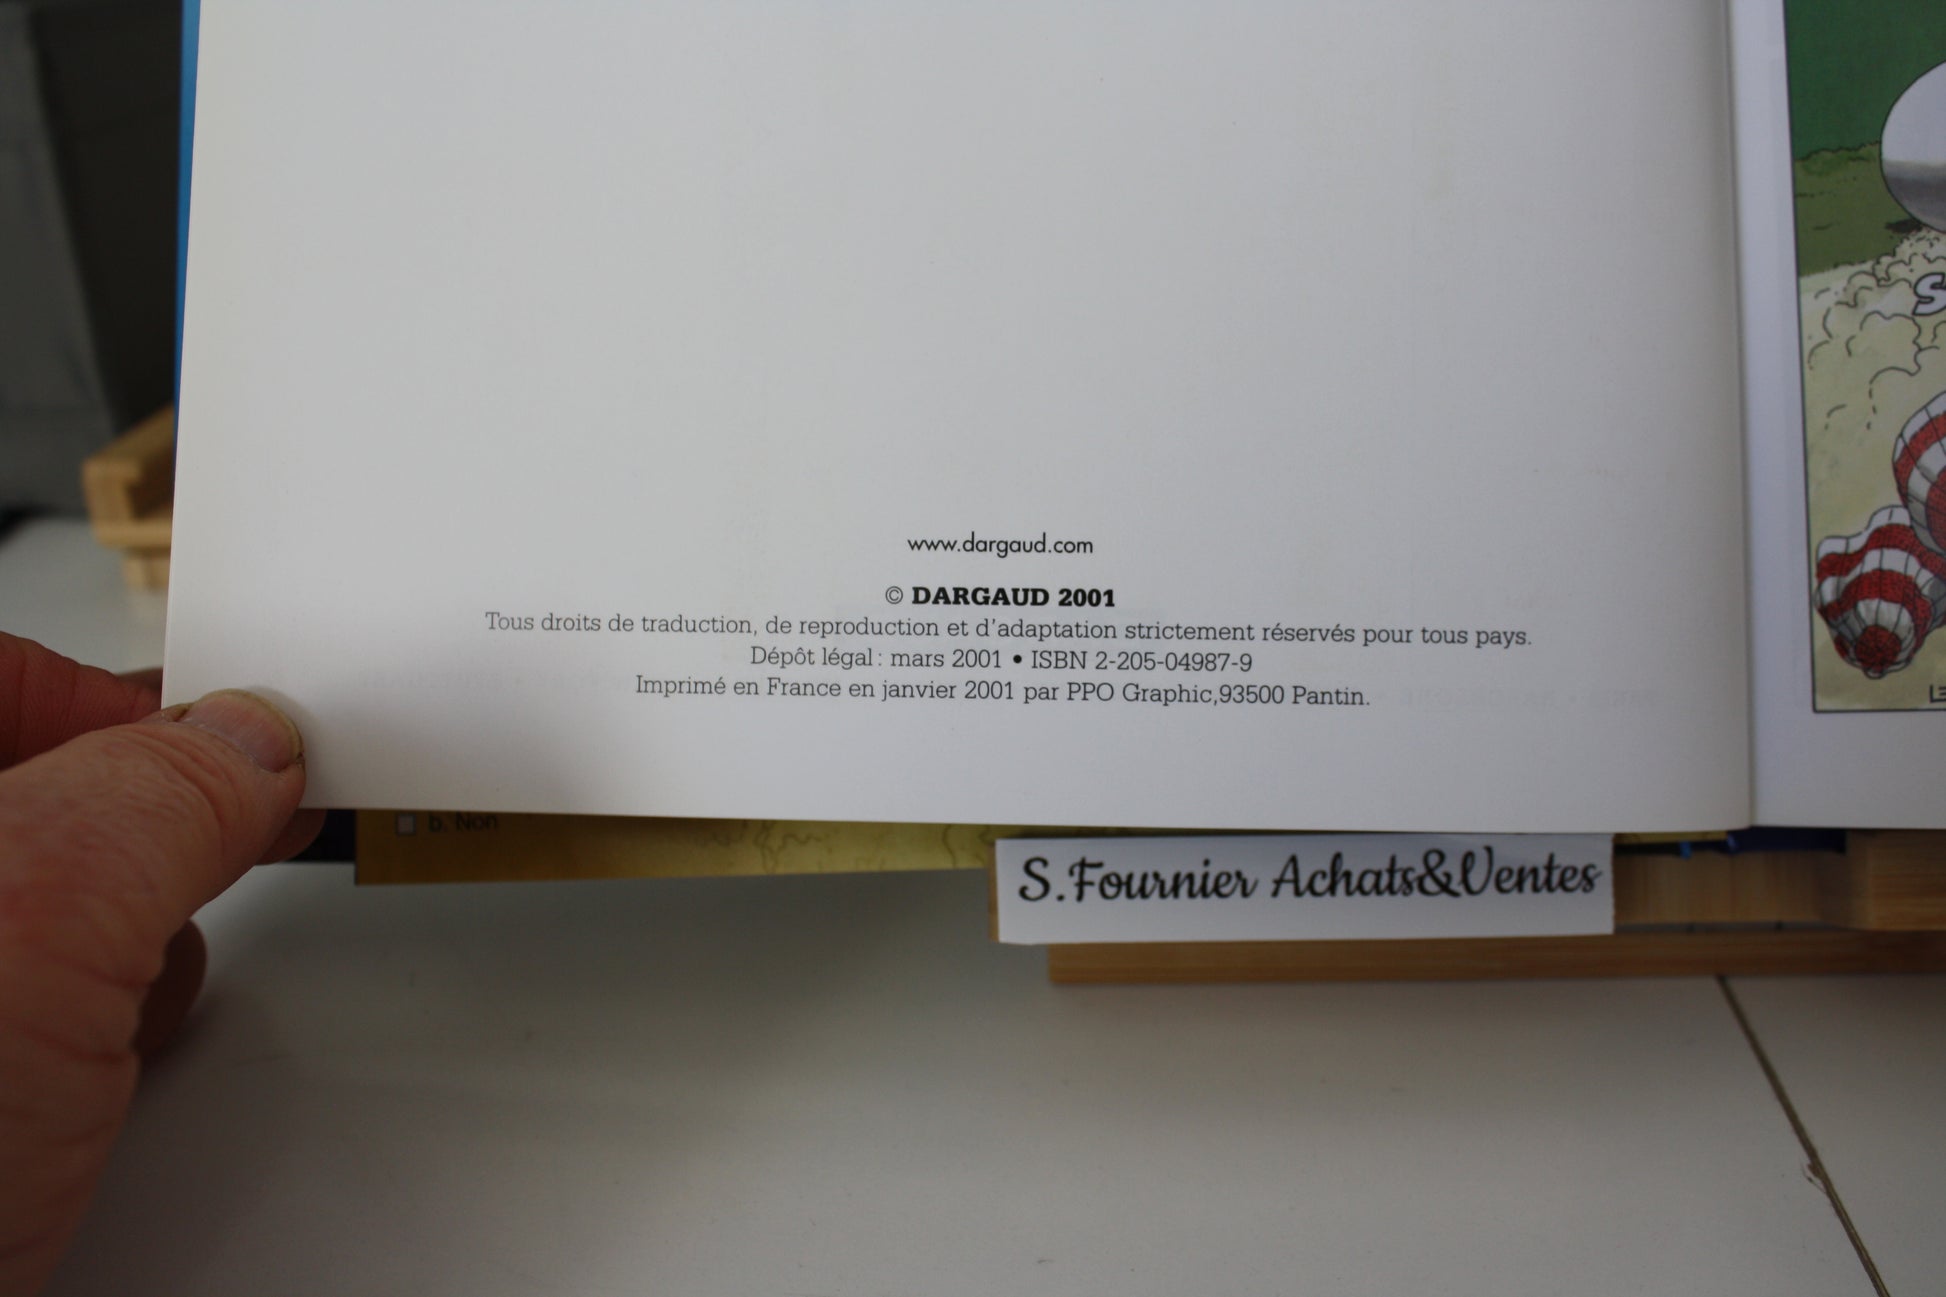 www.dargaud.com
© DARGAUD 2001
Tous droits de traduction, de reproduction et d'adaptation strictement réservés pour tous pays.
Dépôt légal : mars 2001 • ISBN 2-205-04987-9
Imprimé en France en janvier 2001 par PPO Graphic,93500 Pantin.
b. Non
S.Fournier Achats&Ventes